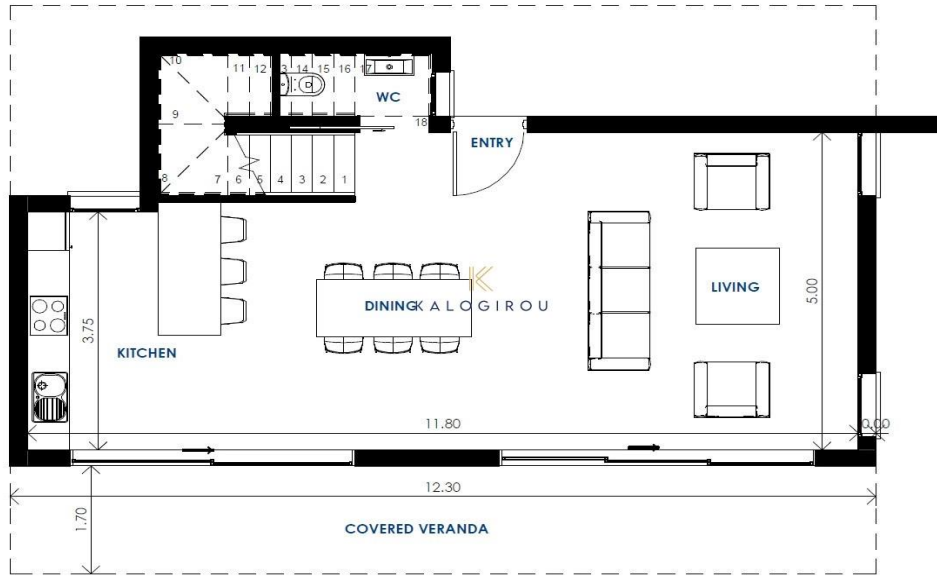 10
11 12 3 14 15 16 17
WC
9
18
ENTRY
8 7 6 5 4 3 2 1
5.00
LIVING
DINING
KALOGIROU
3.75
KITCHEN
11.80
0.00
12.30
1.70
COVERED VERANDA